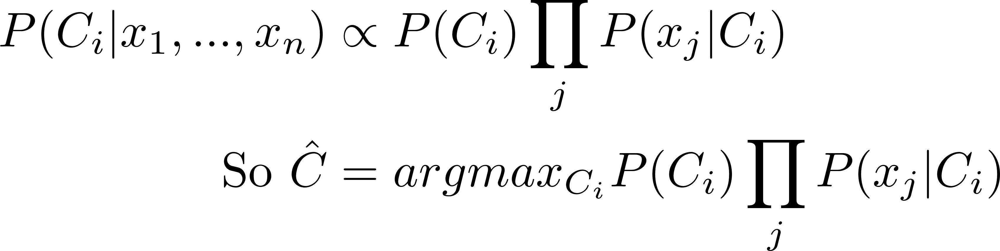 P(C_i|x_1, ..., x_n) ∝ P(C_i) ∏_j P(x_j|C_i)
So Ĉ = argmax_{C_i} P(C_i) ∏_j P(x_j|C_i)